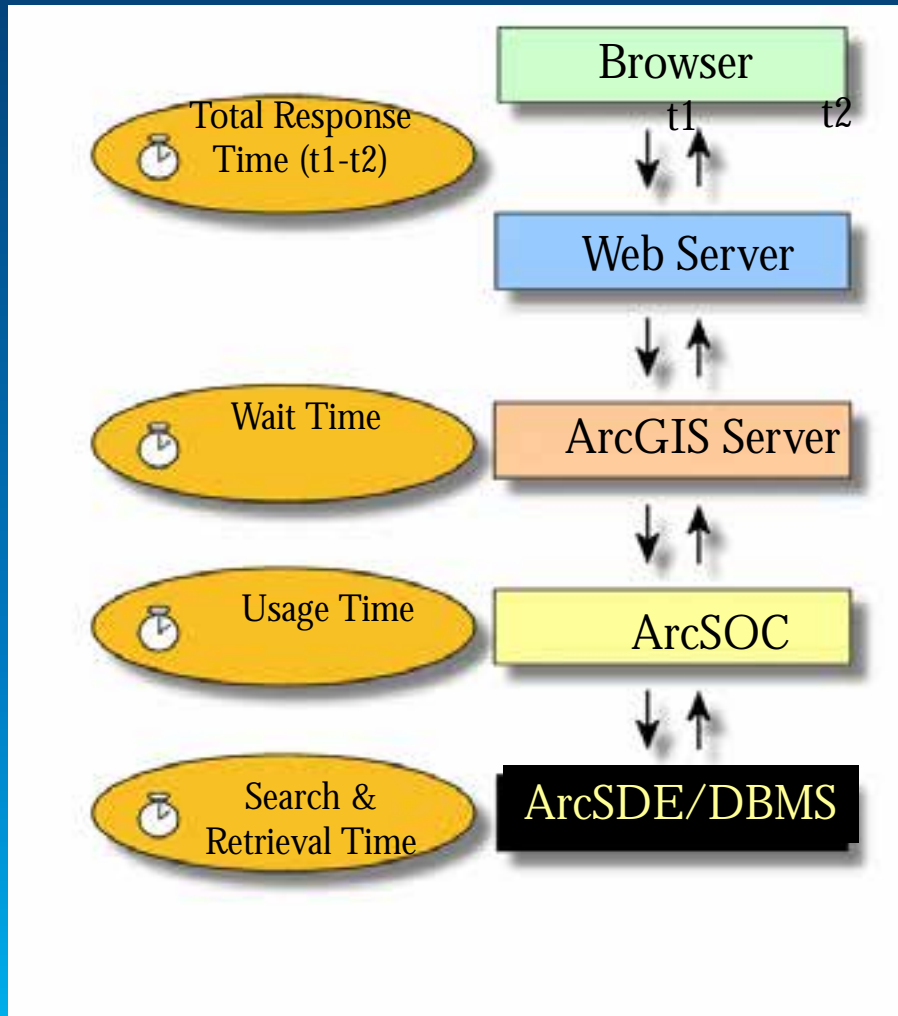 Browser
t1 t2
Total Response
Time (t1-t2)
Web Server
Wait Time
ArcGIS Server
Usage Time
ArcSOC
Search &
Retrieval Time
ArcSDE/DBMS